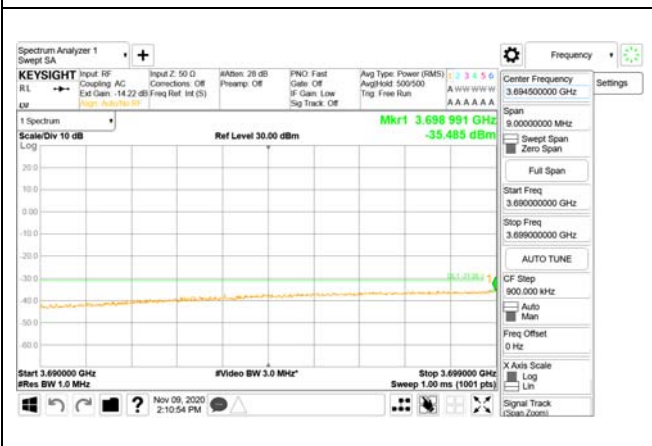 Spectrum Analyzer 1
Swept SA
+
Frequency
KEYSIGHT
Input: RF
Coupling: AC
Ext Gain: -14.22 dB
Align: Auto/No RF
Input Z: 50 Ω
Corrections: Off
Freq Ref: Int (S)
#Atten: 28 dB
Preamp: Off
PNO: Fast
Gate: Off
IF Gain: Low
Sig Track: Off
Avg Type: Power (RMS)
Avg|Hold: 500/500
Trig: Free Run
1 2 3 4 5 6
A W W W W W
A A A A A A
RL
1 Spectrum
Scale/Div 10 dB
Log
Ref Level 30.00 dBm
Mkr1 3.698 991 GHz
-35.485 dBm
20.0
10.0
0.00
-10.0
-20.0
-30.0
-40.0
-50.0
-60.0
1
Start 3.690000 GHz
#Res BW 1.0 MHz
#Video BW 3.0 MHz*
Stop 3.699000 GHz
Sweep 1.00 ms (1001 pts)
Nov 09, 2020
2:10:54 PM
?
Center Frequency
3.694500000 GHz
Settings
Span
9.00000000 MHz
Swept Span
Zero Span
Full Span
Start Freq
3.690000000 GHz
Stop Freq
3.699000000 GHz
AUTO TUNE
CF Step
900.000 kHz
Auto
Man
Freq Offset
0 Hz
X Axis Scale
Log
Lin
Signal Track
(Span Zoom)